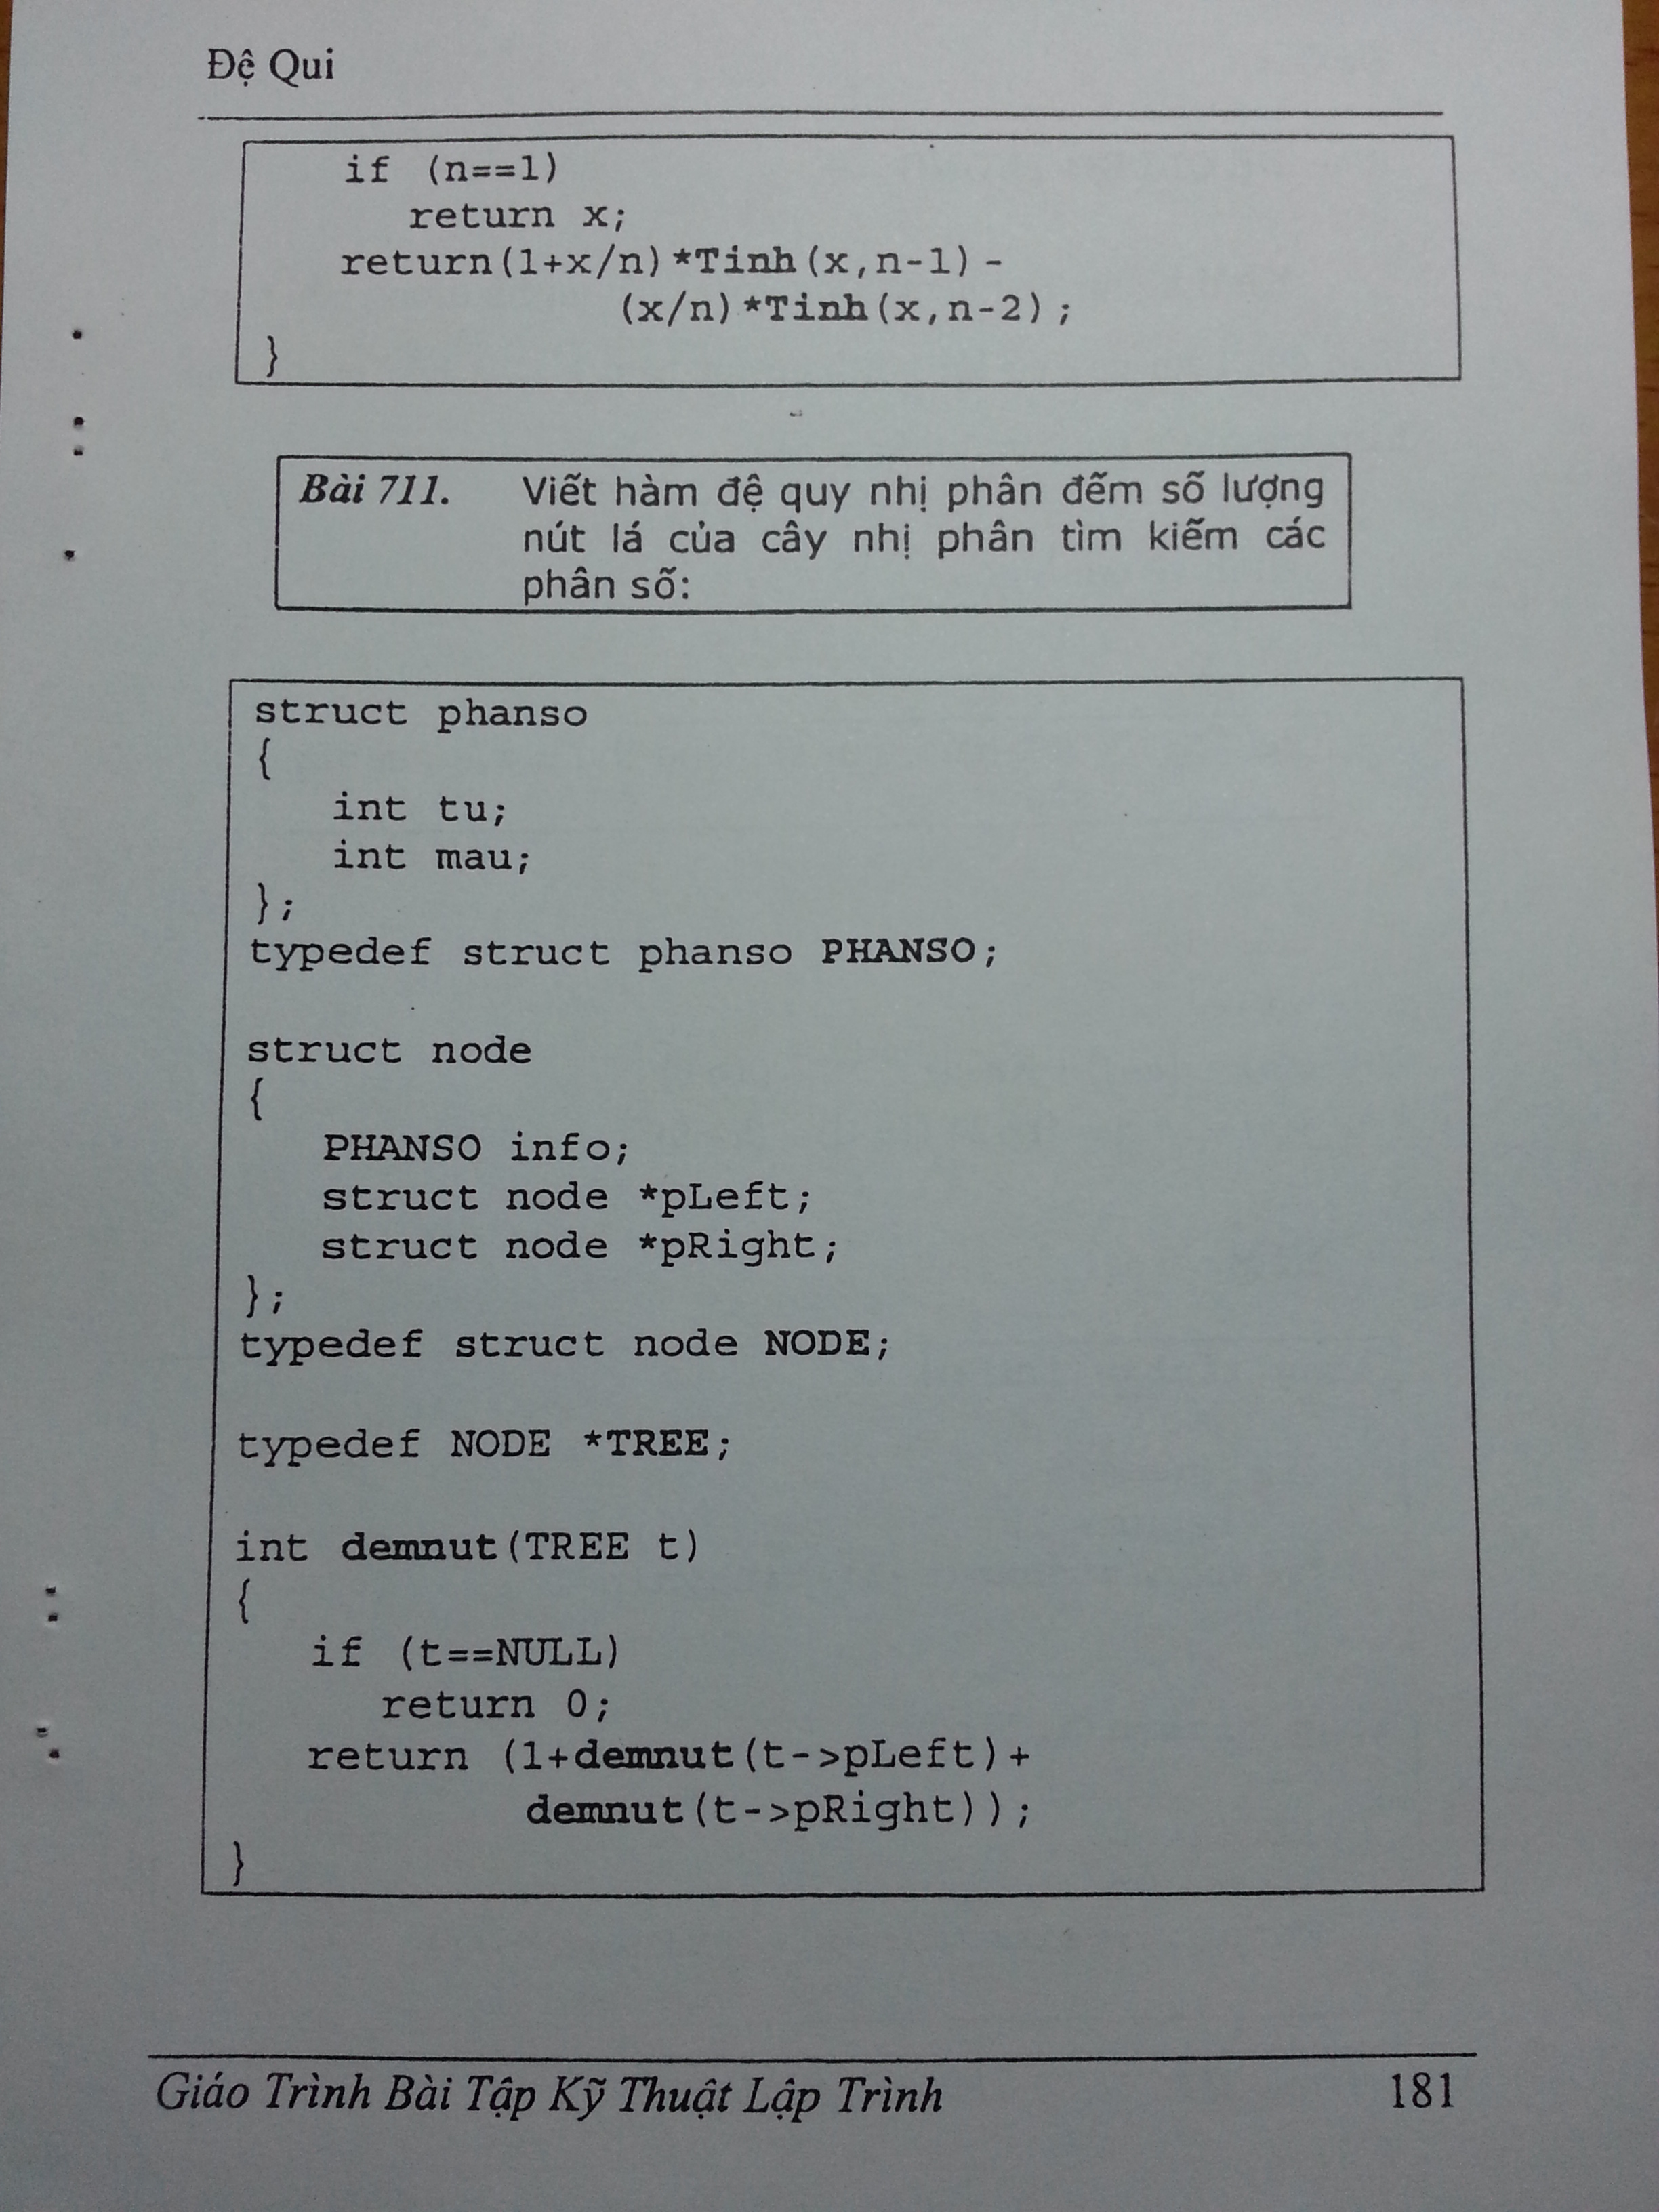 Đệ Qui
if (n==1)
return x;
return(1+x/n)*Tinh(x,n-1)-
(x/n)*Tinh(x,n-2);
}
Bài 711. Viết hàm đệ quy nhị phân đếm số lượng
nút lá của cây nhị phân tìm kiếm các
phân số:
struct phanso
{
int tu;
int mau;
};
typedef struct phanso PHANSO;
struct node
{
PHANSO info;
struct node *pLeft;
struct node *pRight;
};
typedef struct node NODE;
typedef NODE *TREE;
int demnut(TREE t)
{
if (t==NULL)
return 0;
return (1+demnut(t->pLeft)+
demnut(t->pRight));
}
Giáo Trình Bài Tập Kỹ Thuật Lập Trình 181